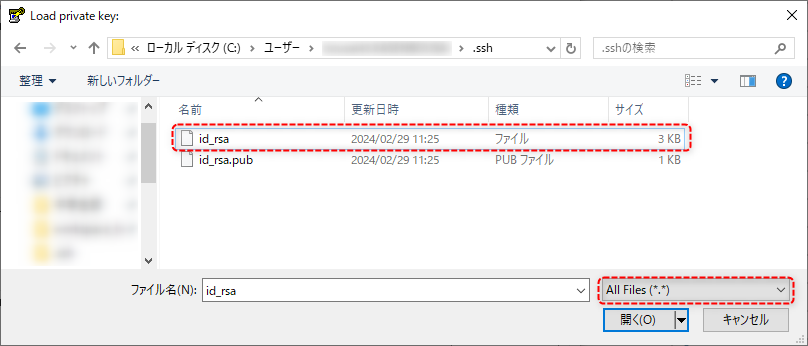 Load private key:
« ローカル ディスク (C:) › ユーザー › › .ssh
.sshの検索
整理 新しいフォルダー
名前 更新日時 種類 サイズ
id_rsa 2024/02/29 11:25 ファイル 3 KB
id_rsa.pub 2024/02/29 11:25 PUB ファイル 1 KB
ファイル名(N): id_rsa All Files (*.*)
開く(O) キャンセル